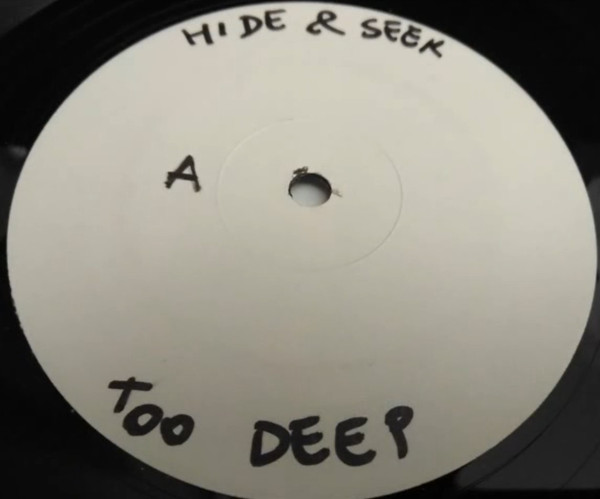 HIDE & SEEK
A
TOO DEEP